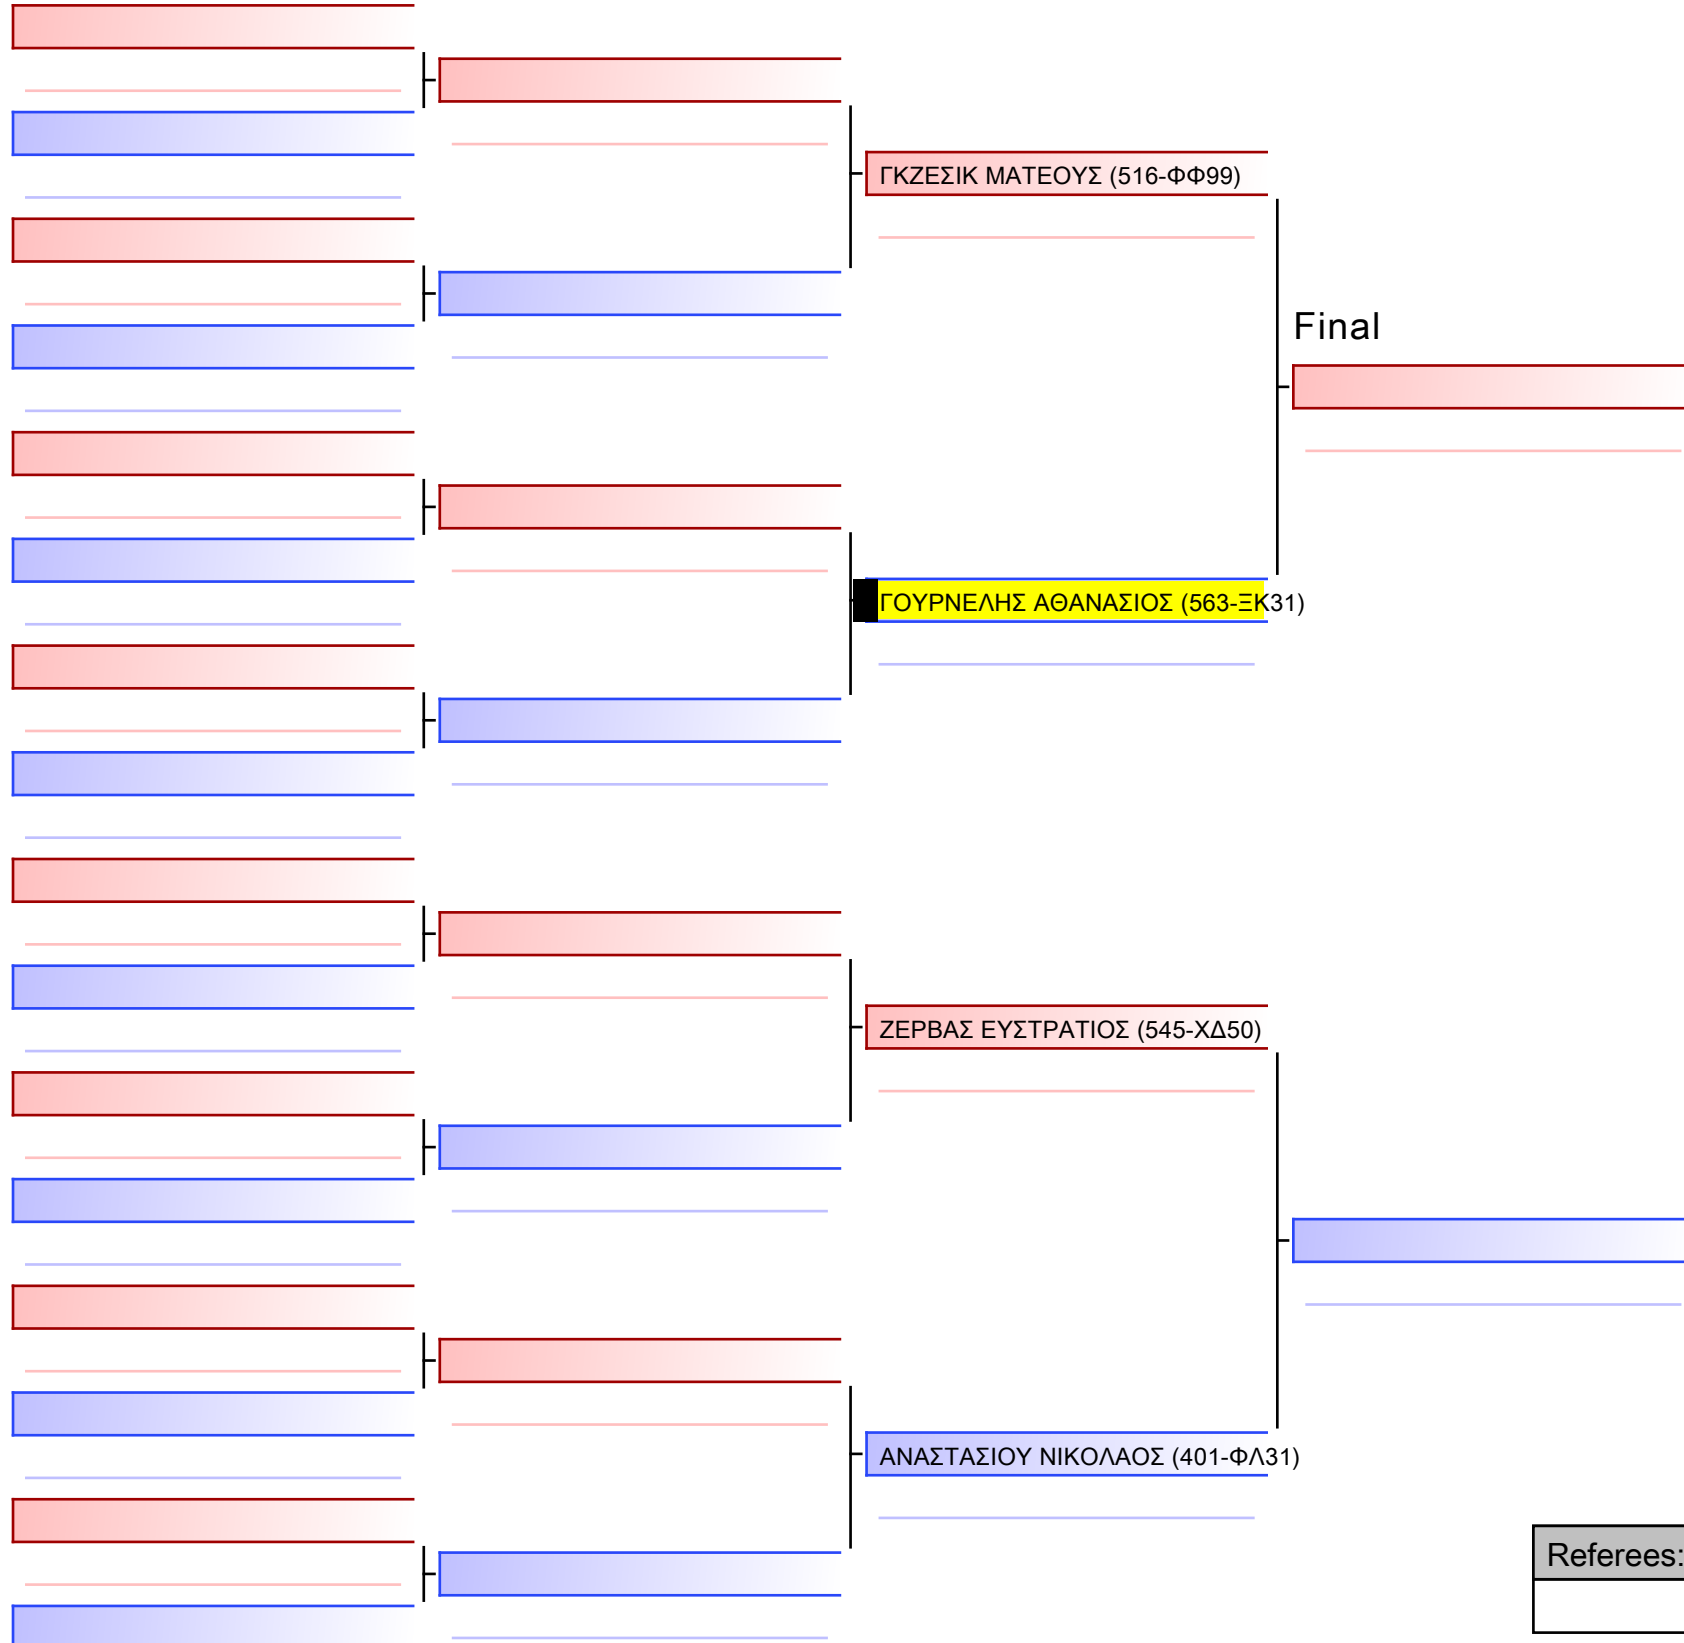 ΓΚΖΕΣΙΚ ΜΑΤΕΟΥΣ (516-ΦΦ99)
Final
ΓΟΥΡΝΕΛΗΣ ΑΘΑΝΑΣΙΟΣ (563-ΞΚ31)
ΖΕΡΒΑΣ ΕΥΣΤΡΑΤΙΟΣ (545-ΧΔ50)
ΑΝΑΣΤΑΣΙΟΥ ΝΙΚΟΛΑΟΣ (401-ΦΛ31)
Referees: